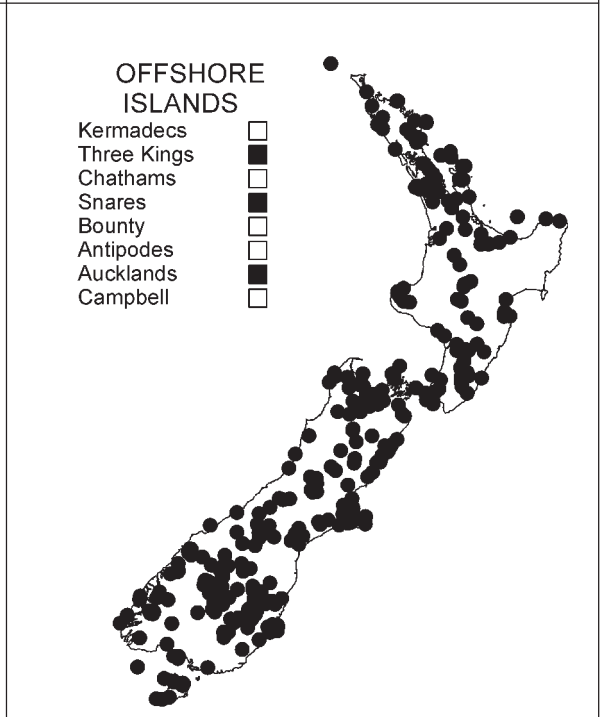 OFFSHORE
ISLANDS
Kermadecs
Three Kings
Chathams
Snares
Bounty
Antipodes
Aucklands
Campbell